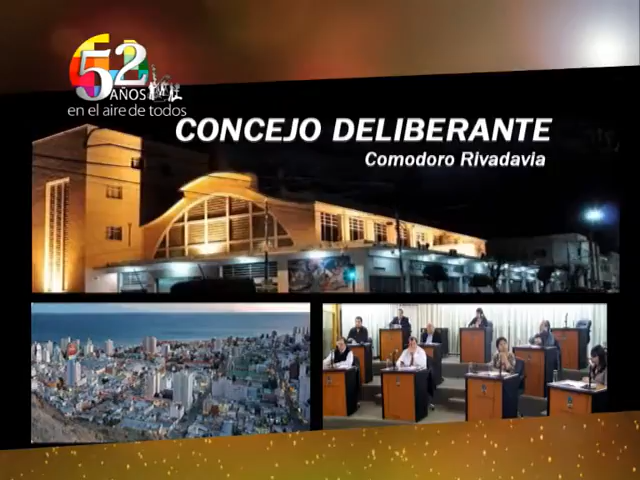 52
AÑOS
en el aire de todos
CONCEJO DELIBERANTE
Comodoro Rivadavia